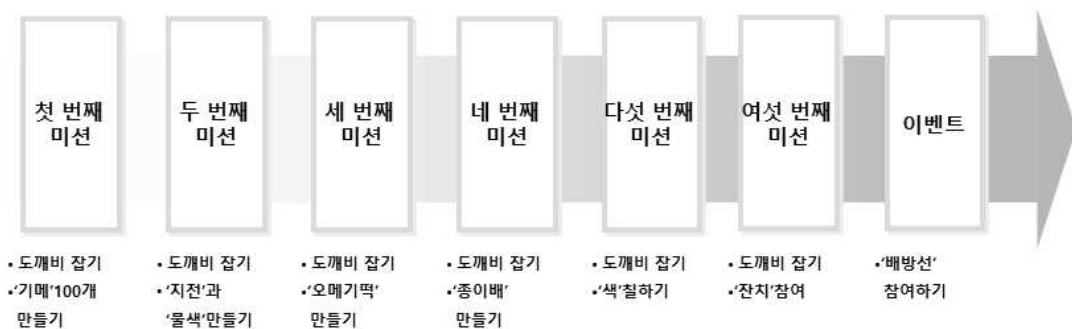 첫 번째
미션
두 번째
미션
세 번째
미션
네 번째
미션
다섯 번째
미션
여섯 번째
미션
이벤트
• 도깨비 잡기
•'기메'100개
만들기
• 도깨비 잡기
• '지전'과
'물색'만들기
• 도깨비 잡기
•'오메기떡'
만들기
• 도깨비 잡기
•'종이배'
만들기
• 도깨비 잡기
•'색'칠하기
• 도깨비 잡기
•'잔치'참여
•'배방선'
참여하기